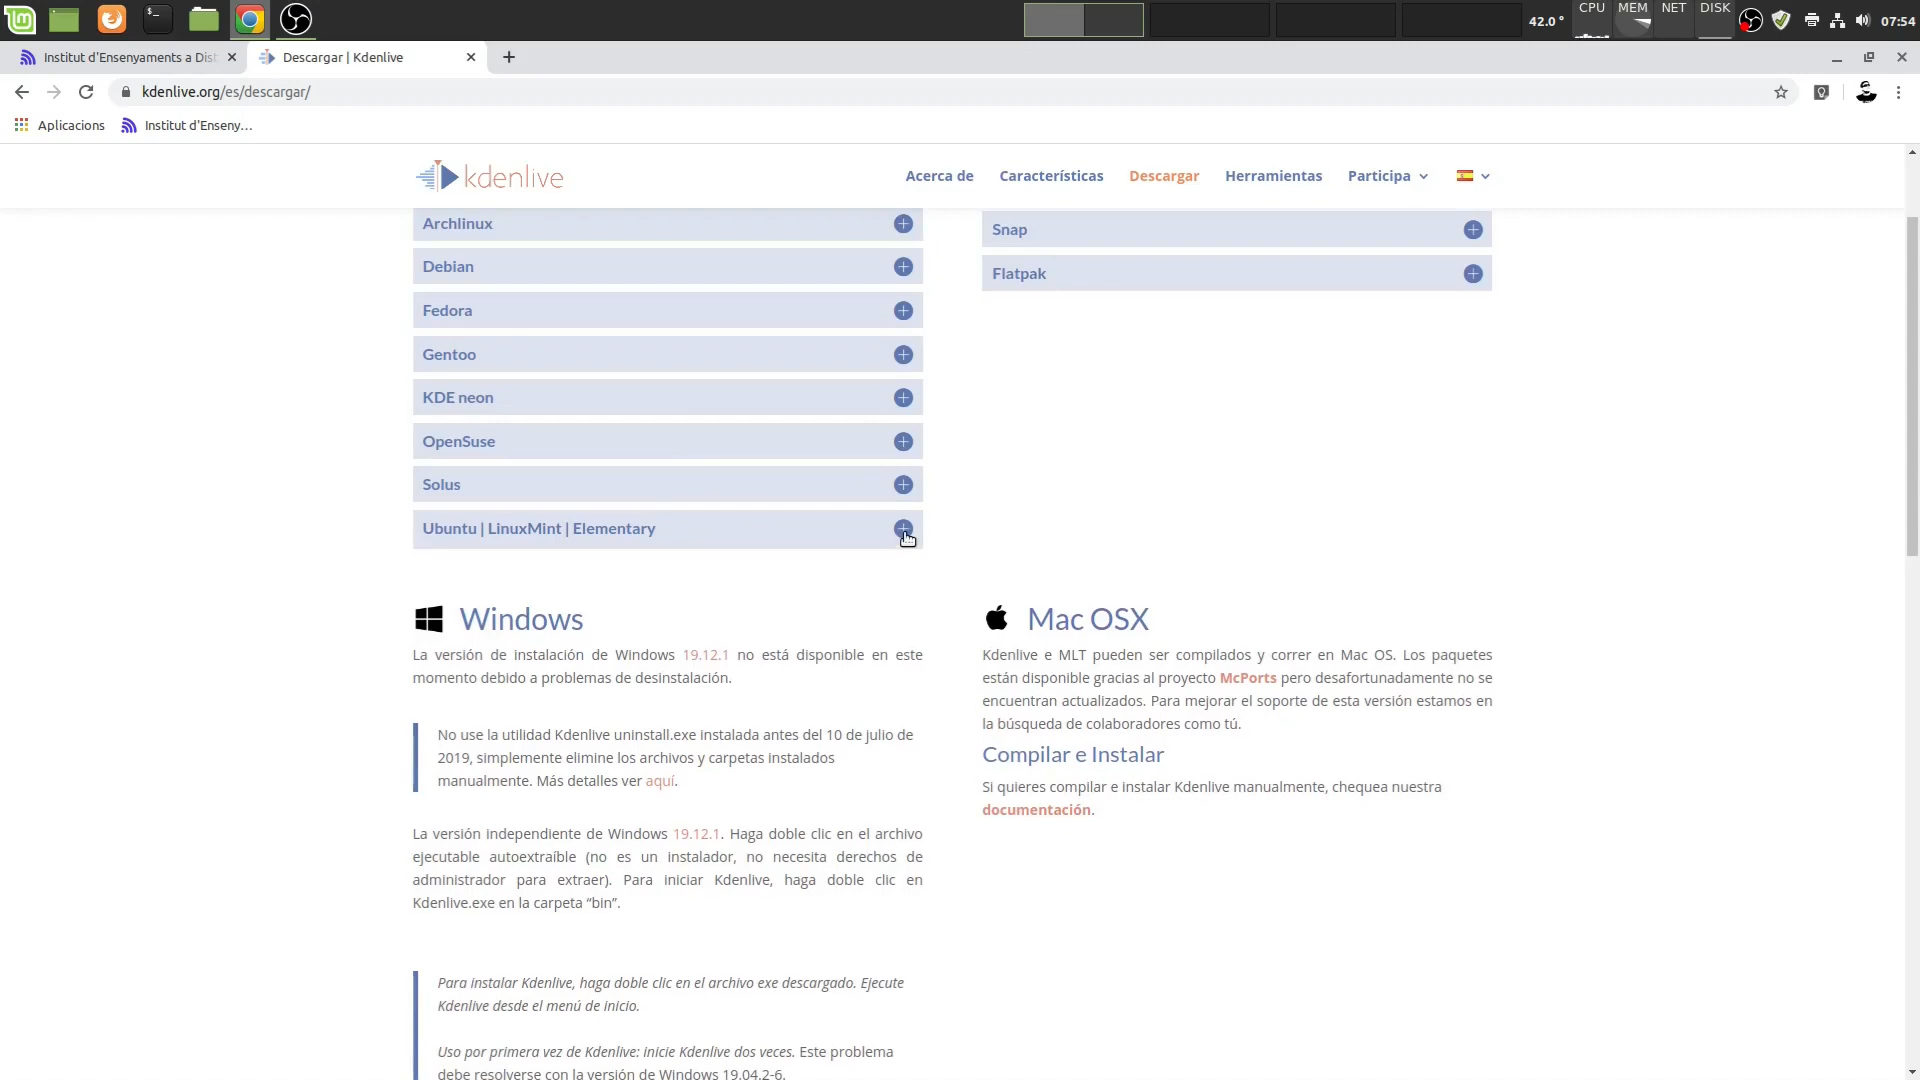 42.0 °
CPU
MEM
NET
DISK
07:54
Institut d'Ensenyaments a Dist
Descargar | Kdenlive
kdenlive.org/es/descargar/
Aplicacions
Institut d'Enseny...
kdenlive
Acerca de
Características
Descargar
Herramientas
Participa
Archlinux
Debian
Fedora
Gentoo
KDE neon
OpenSuse
Solus
Ubuntu | LinuxMint | Elementary
Snap
Flatpak
Windows
La versión de instalación de Windows 19.12.1 no está disponible en este
momento debido a problemas de desinstalación.
No use la utilidad Kdenlive uninstall.exe instalada antes del 10 de julio de
2019, simplemente elimine los archivos y carpetas instalados
manualmente. Más detalles ver aquí.
La versión independiente de Windows 19.12.1. Haga doble clic en el archivo
ejecutable autoextraíble (no es un instalador, no necesita derechos de
administrador para extraer). Para iniciar Kdenlive, haga doble clic en
Kdenlive.exe en la carpeta “bin”.
Para instalar Kdenlive, haga doble clic en el archivo exe descargado. Ejecute
Kdenlive desde el menú de inicio.
Uso por primera vez de Kdenlive: inicie Kdenlive dos veces. Este problema
debe resolverse con la versión de Windows 19.04.2-6.
Mac OSX
Kdenlive e MLT pueden ser compilados y correr en Mac OS. Los paquetes
están disponible gracias al proyecto McPorts pero desafortunadamente no se
encuentran actualizados. Para mejorar el soporte de esta versión estamos en
la búsqueda de colaboradores como tú.
Compilar e Instalar
Si quieres compilar e instalar Kdenlive manualmente, chequea nuestra
documentación.